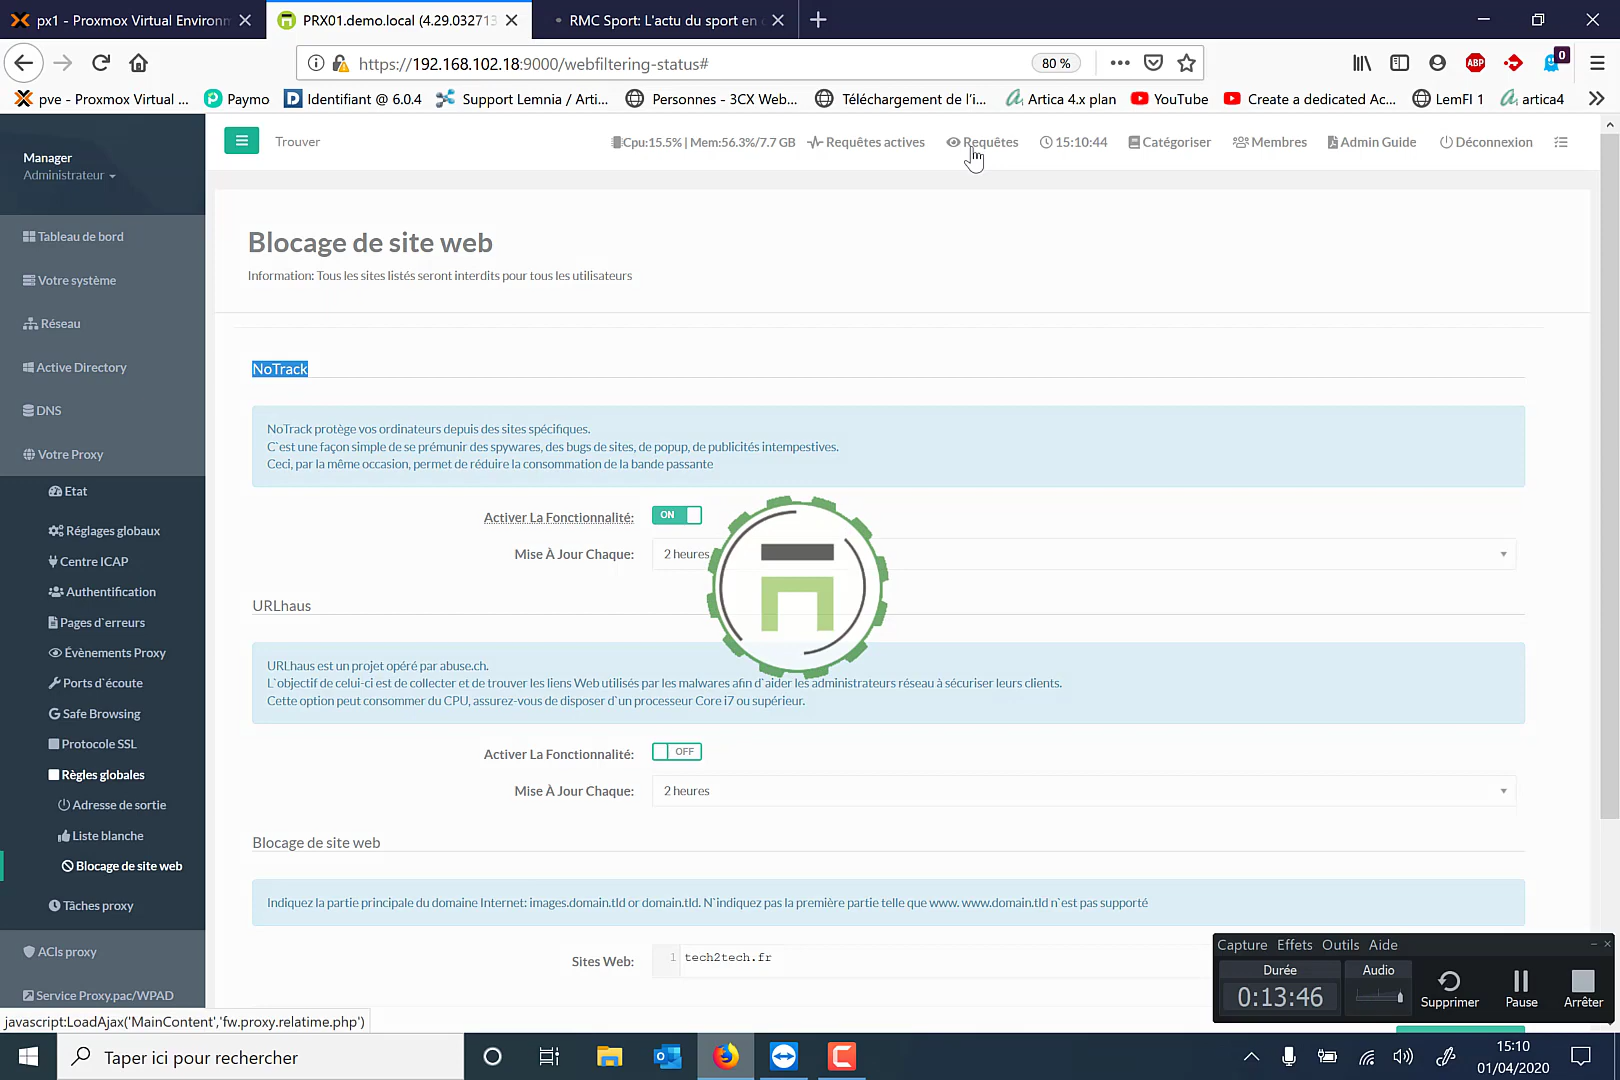 px1 - Proxmox Virtual Environm
PRX01.demo.local (4.29.032713
RMC Sport: L'actu du sport en
https://192.168.102.18:9000/webfiltering-status#
80 %
ABP
0
pve - Proxmox Virtual ...
Paymo
Identifiant @ 6.0.4
Support Lemnia / Arti...
Personnes - 3CX Web...
Téléchargement de l'i...
Artica 4.x plan
YouTube
Create a dedicated Ac...
LemFI 1
artica4
Manager
Administrateur
Trouver
Cpu:15.5% | Mem:56.3%/7.7 GB
Requêtes actives
Requêtes
15:10:44
Catégoriser
Membres
Admin Guide
Déconnexion
Tableau de bord
Votre système
Réseau
Active Directory
DNS
Votre Proxy
Etat
Réglages globaux
Centre ICAP
Authentification
Pages d`erreurs
Évènements Proxy
Ports d`écoute
Safe Browsing
Protocole SSL
Règles globales
Adresse de sortie
Liste blanche
Blocage de site web
Tâches proxy
ACls proxy
Service Proxy.pac/WPAD
Blocage de site web
Information: Tous les sites listés seront interdits pour tous les utilisateurs
NoTrack
NoTrack protège vos ordinateurs depuis des sites spécifiques.
C`est une façon simple de se prémunir des spywares, des bugs de sites, de popup, de publicités intempestives.
Ceci, par la même occasion, permet de réduire la consommation de la bande passante
Activer La Fonctionnalité:
ON
Mise À Jour Chaque:
2 heures
URLhaus
URLhaus est un projet opéré par abuse.ch.
L`objectif de celui-ci est de collecter et de trouver les liens Web utilisés par les malwares afin d`aider les administrateurs réseau à sécuriser leurs clients.
Cette option peut consommer du CPU, assurez-vous de disposer d`un processeur Core i7 ou supérieur.
Activer La Fonctionnalité:
OFF
Mise À Jour Chaque:
2 heures
Blocage de site web
Indiquez la partie principale du domaine Internet: images.domain.tld or domain.tld. N`indiquez pas la première partie telle que www. www.domain.tld n`est pas supporté
Sites Web:
1 tech2tech.fr
Capture Effets Outils Aide
Durée
0:13:46
Audio
Supprimer
Pause
Arrêter
javascript:LoadAjax('MainContent','fw.proxy.relatime.php')
Taper ici pour rechercher
15:10
01/04/2020